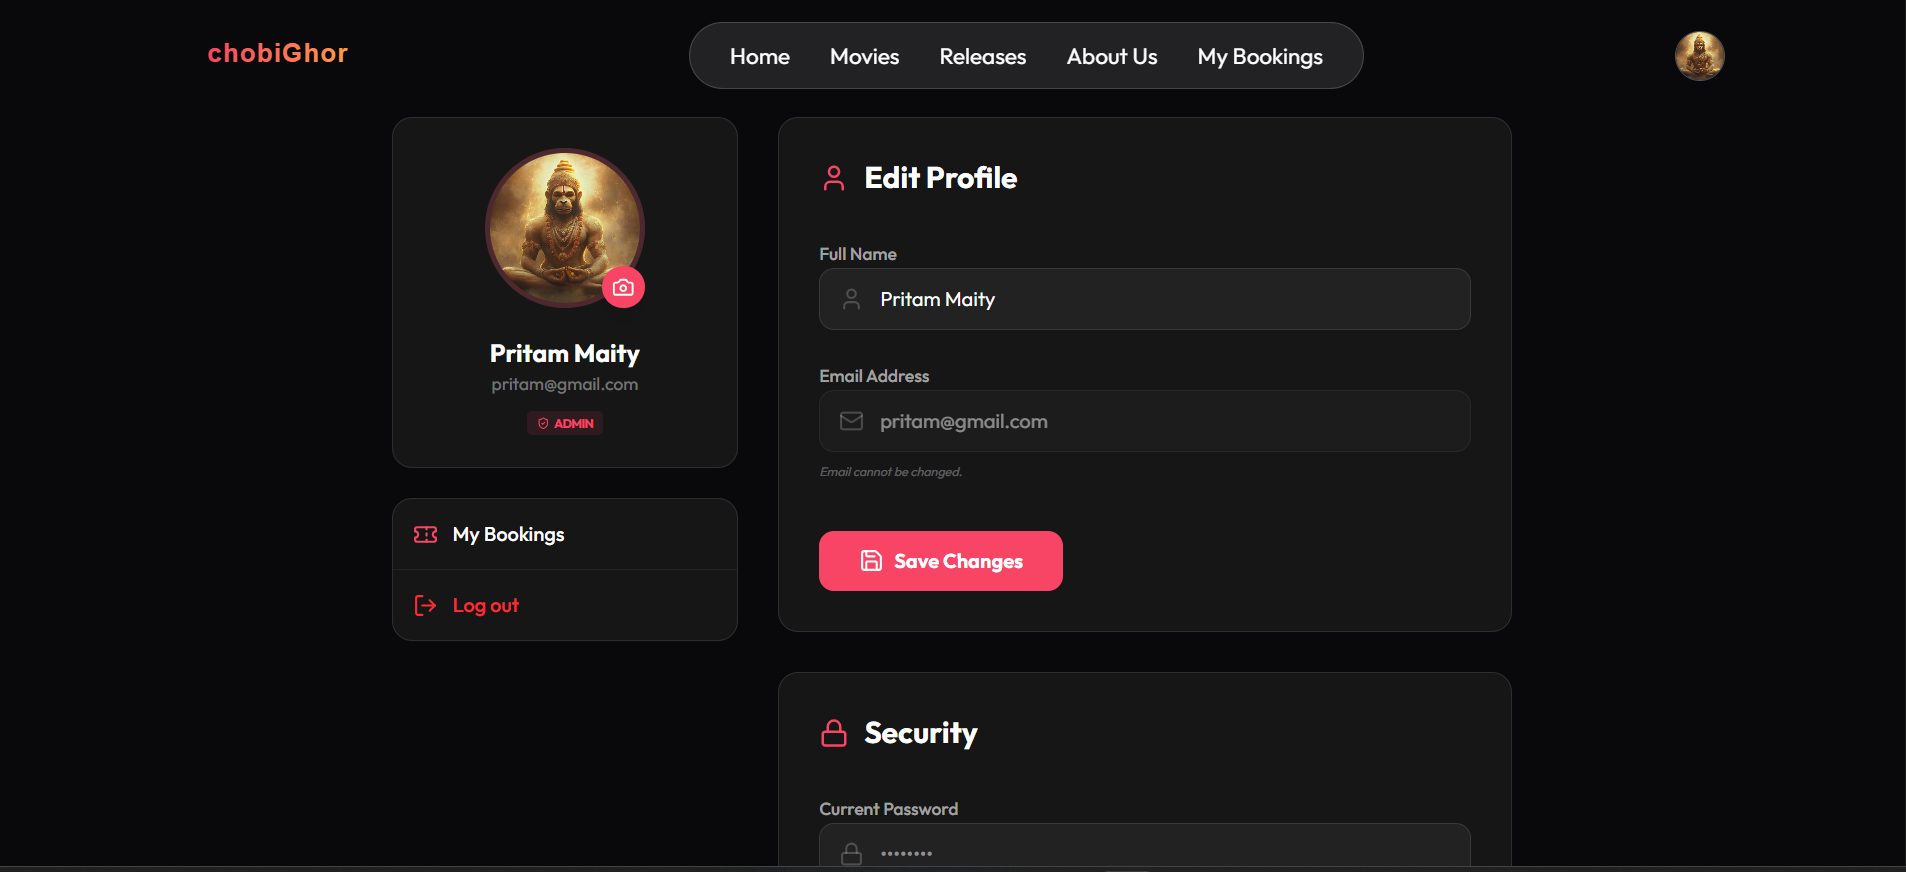 chobiGhor
Home Movies Releases About Us My Bookings
Pritam Maity
pritam@gmail.com
ADMIN
My Bookings
Log out
Edit Profile
Full Name
Pritam Maity
Email Address
pritam@gmail.com
Email cannot be changed.
Save Changes
Security
Current Password
••••••••